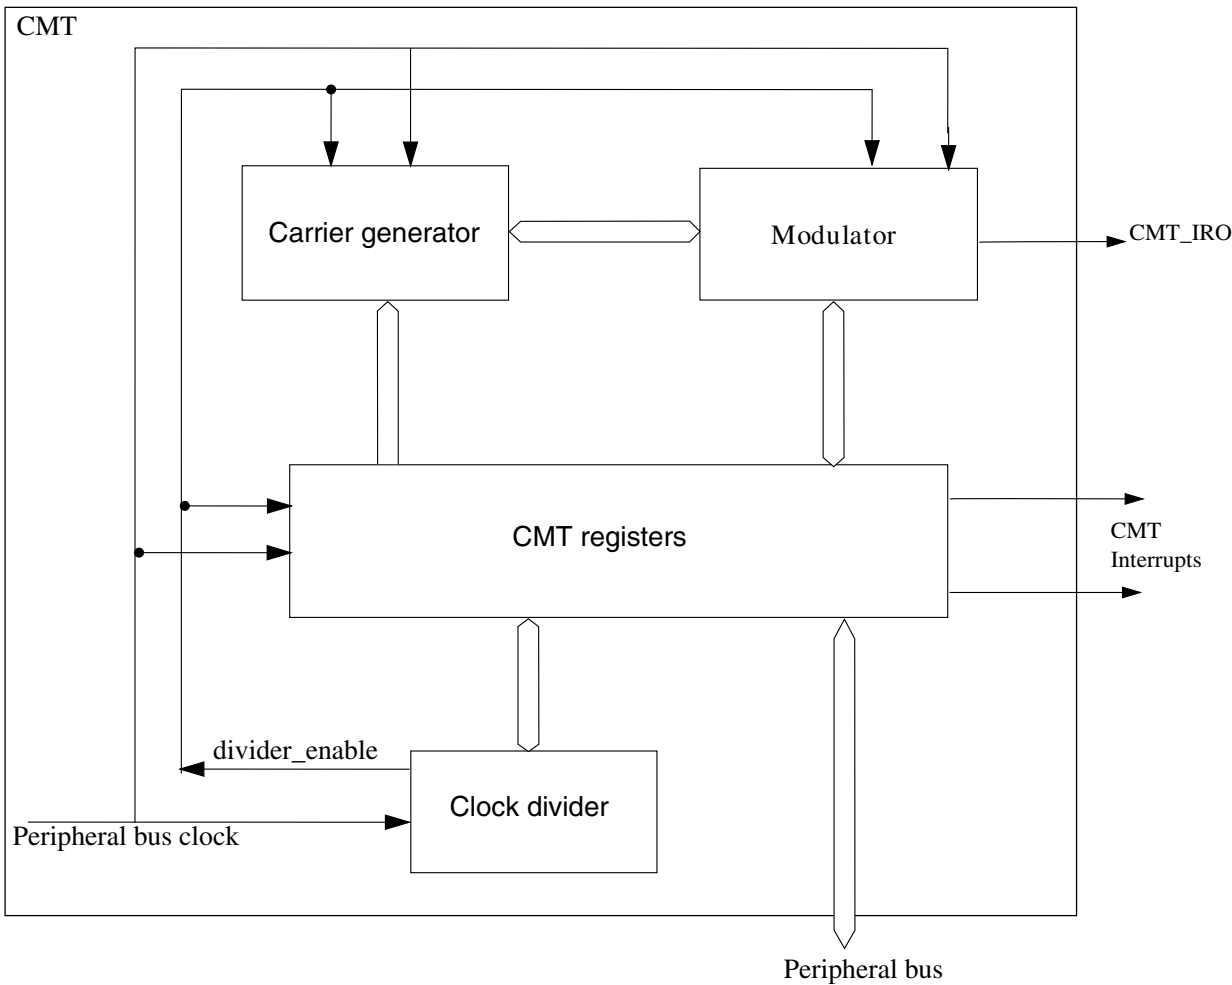 CMT
Carrier generator
Modulator
CMT_IRO
CMT registers
CMT
Interrupts
divider_enable
Clock divider
Peripheral bus clock
Peripheral bus